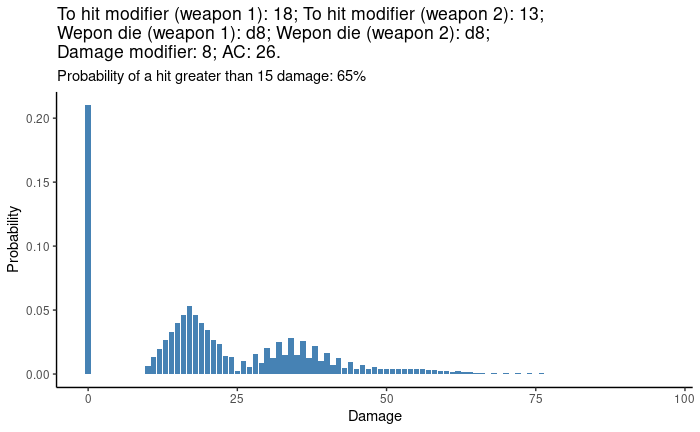 To hit modifier (weapon 1): 18; To hit modifier (weapon 2): 13;
Wepon die (weapon 1): d8; Wepon die (weapon 2): d8;
Damage modifier: 8; AC: 26.
Probability of a hit greater than 15 damage: 65%
0.20
0.15
0.10
0.05
0.00
Probability
0 25 50 75 100
Damage